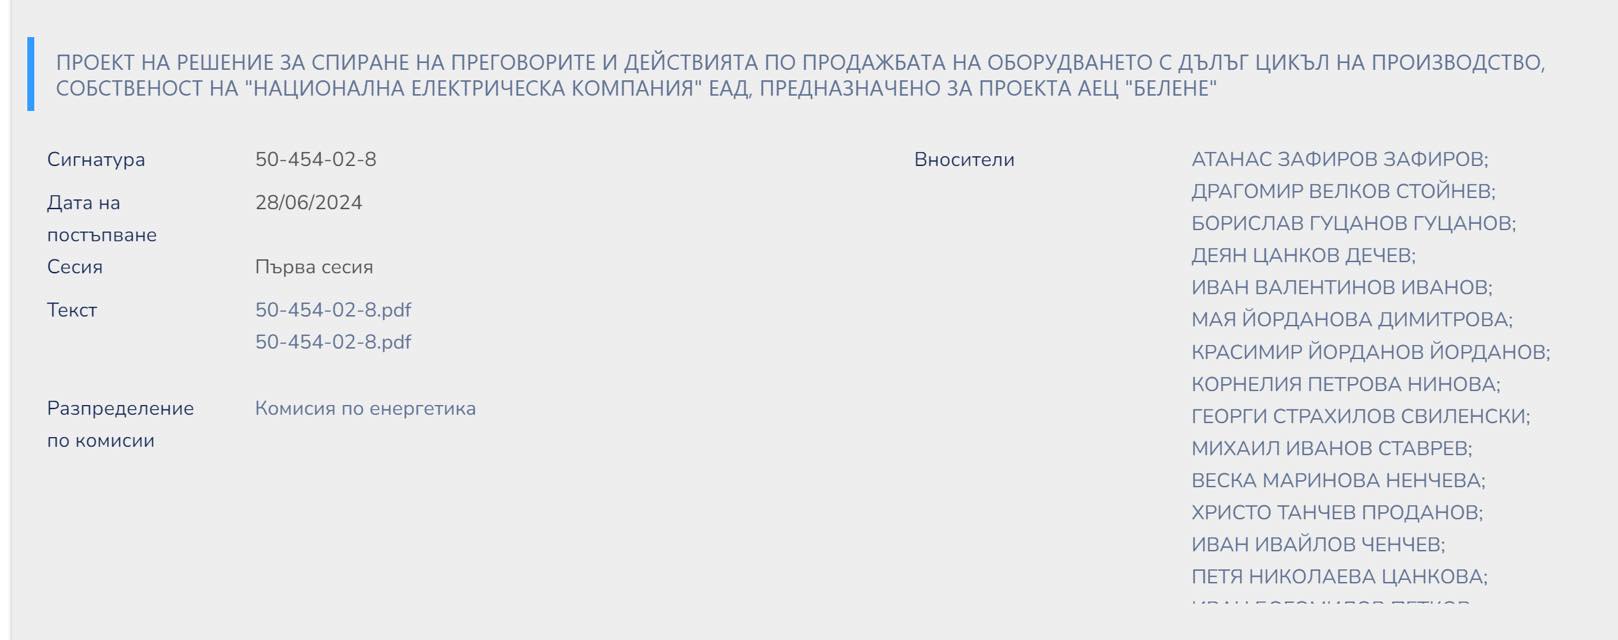 ПРОЕКТ НА РЕШЕНИЕ ЗА СПИРАНЕ НА ПРЕГОВОРИТЕ И ДЕЙСТВИЯТА ПО ПРОДАЖБАТА НА ОБОРУДВАНЕТО С ДЪЛЪГ ЦИКЪЛ НА ПРОИЗВОДСТВО,
СОБСТВЕНОСТ НА "НАЦИОНАЛНА ЕЛЕКТРИЧЕСКА КОМПАНИЯ" ЕАД, ПРЕДНАЗНАЧЕНО ЗА ПРОЕКТА АЕЦ "БЕЛЕНЕ"
Сигнатура 50-454-02-8
Дата на 28/06/2024
постъпване
Сесия Първа сесия
Текст 50-454-02-8.pdf
50-454-02-8.pdf
Разпределение Комисия по енергетика
по комисии
Вносители АТАНАС ЗАФИРОВ ЗАФИРОВ;
ДРАГОМИР ВЕЛКОВ СТОЙНЕВ;
БОРИСЛАВ ГУЦАНОВ ГУЦАНОВ;
ДЕЯН ЦАНКОВ ДЕЧЕВ;
ИВАН ВАЛЕНТИНОВ ИВАНОВ;
МАЯ ЙОРДАНОВА ДИМИТРОВА;
КРАСИМИР ЙОРДАНОВ ЙОРДАНОВ;
КОРНЕЛИЯ ПЕТРОВА НИНОВА;
ГЕОРГИ СТРАХИЛОВ СВИЛЕНСКИ;
МИХАИЛ ИВАНОВ СТАВРЕВ;
ВЕСКА МАРИНОВА НЕНЧЕВА;
ХРИСТО ТАНЧЕВ ПРОДАНОВ;
ИВАН ИВАЙЛОВ ЧЕНЧЕВ;
ПЕТЯ НИКОЛАЕВА ЦАНКОВА;